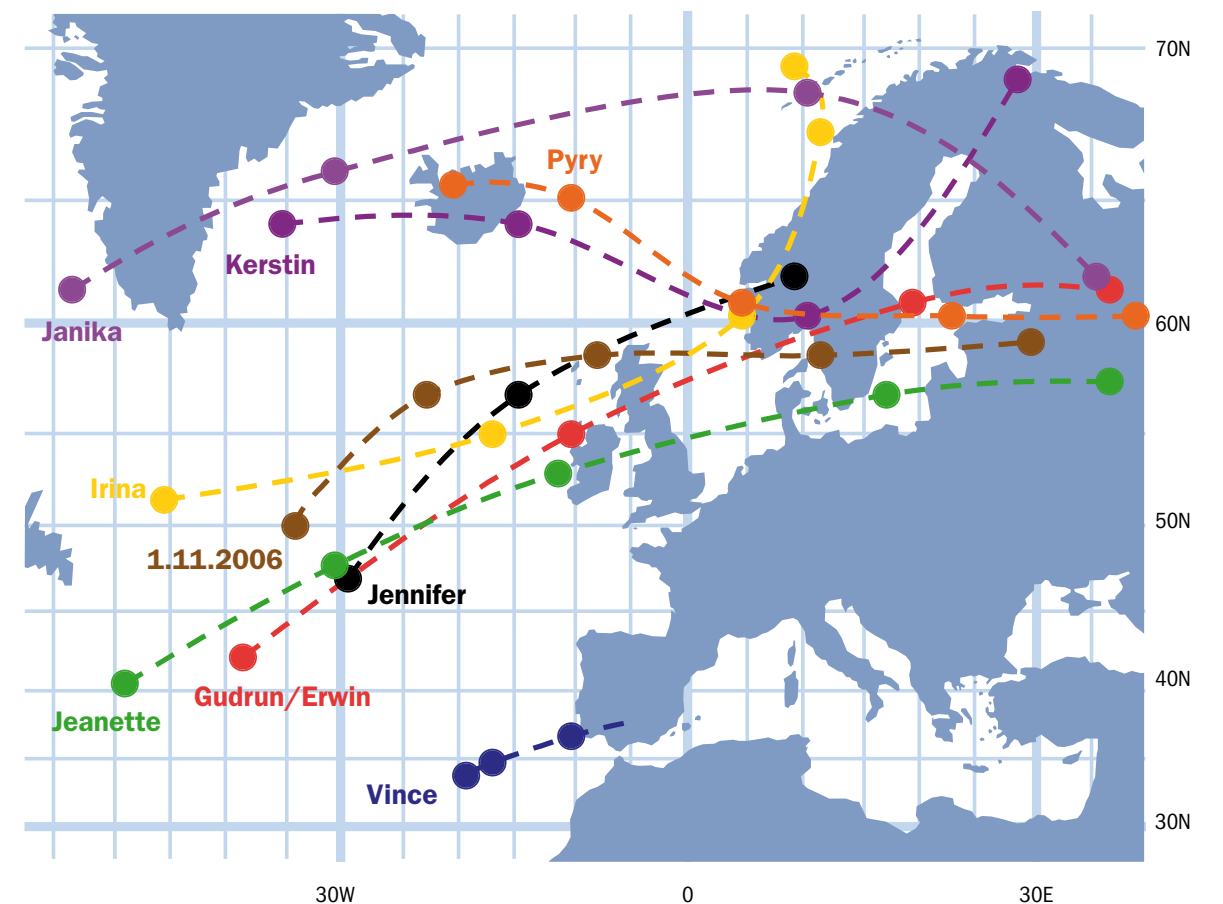 70N
Pyry
Kerstin
Janika
60N
Irina
50N
1.11.2006
Jennifer
40N
Gudrun/Erwin
Jeanette
Vince
30N
30W
0
30E